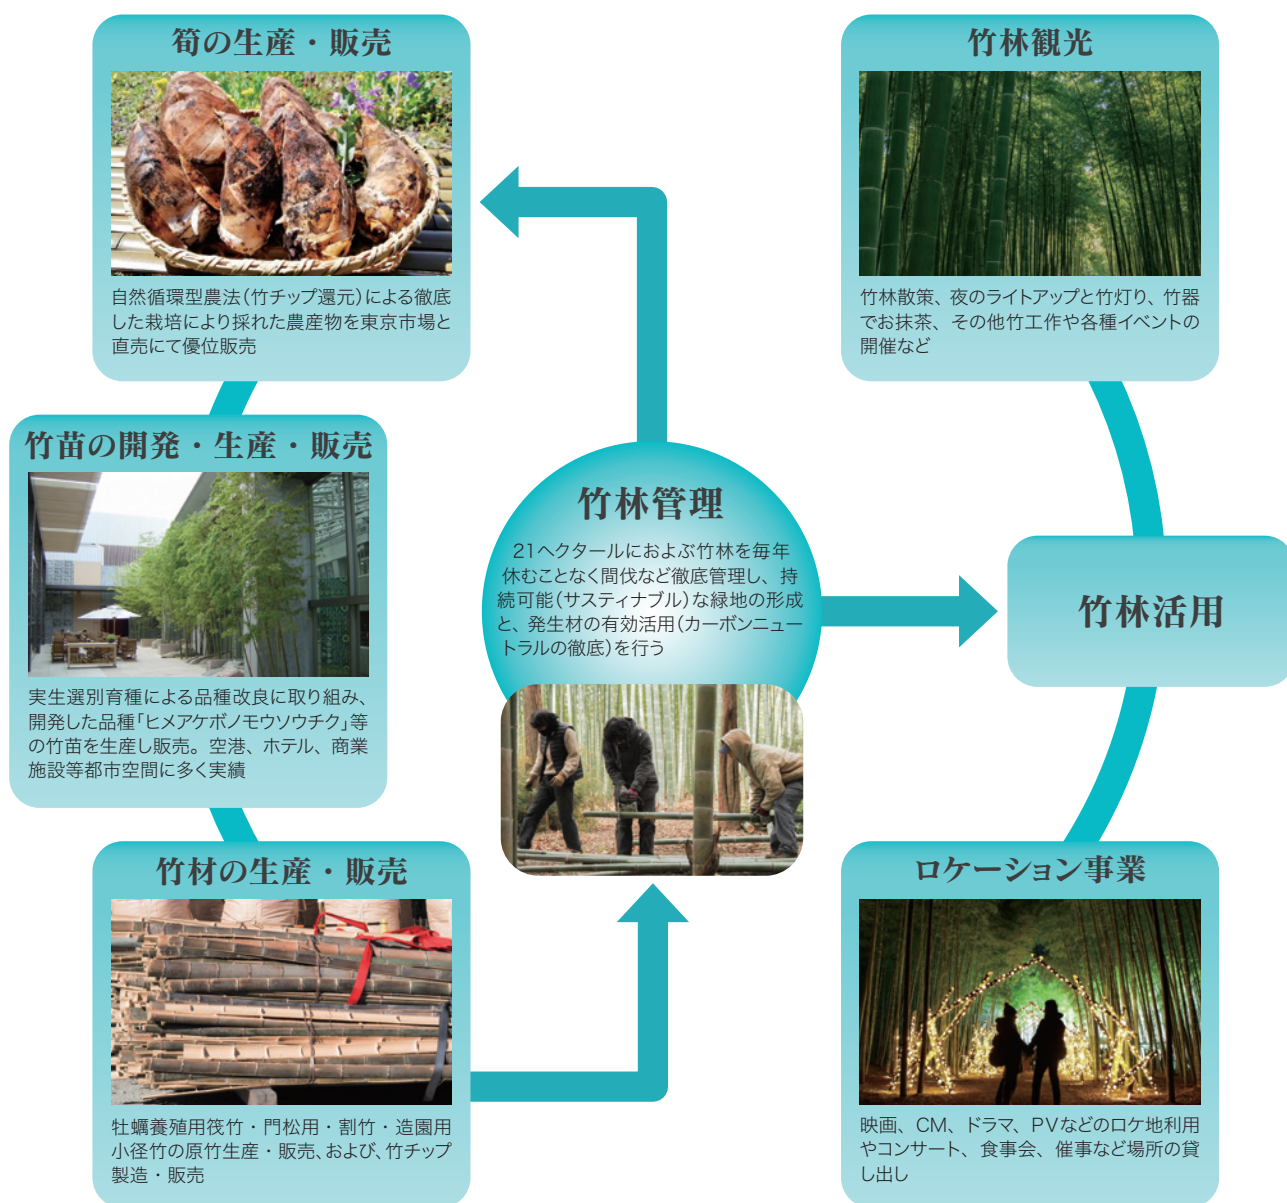 筍の生産・販売
自然循環型農法（竹チップ還元）による徹底
した栽培により採れた農産物を東京市場と
直売にて優位販売
竹苗の開発・生産・販売
実生選別育種による品種改良に取り組み、
開発した品種「ヒメアケボノモウソウチク」等
の竹苗を生産し販売。空港、ホテル、商業
施設等都市空間に多く実績
竹材の生産・販売
牡蠣養殖用筏竹・門松用・割竹・造園用
小径竹の原竹生産・販売、および、竹チップ
製造・販売
竹林管理
21ヘクタールにおよぶ竹林を毎年
休むことなく間伐など徹底管理し、持
続可能（サスティナブル）な緑地の形成
と、発生材の有効活用（カーボンニュー
トラルの徹底）を行う
竹林観光
竹林散策、夜のライトアップと竹灯り、竹器
でお抹茶、その他竹工作や各種イベントの
開催など
竹林活用
ロケーション事業
映画、CM、ドラマ、PVなどのロケ地利用
やコンサート、食事会、催事など場所の貸
し出し